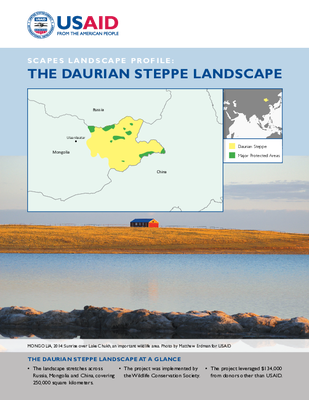 USAID
FROM THE AMERICAN PEOPLE
SCAPES LANDSCAPE PROFILE:
THE DAURIAN STEPPE LANDSCAPE
Russia
Ulaanbaatar
Mongolia
China
Daurian Steppe
Major Protected Areas
MONGOLIA, 2014: Sunrise over Lake Chukh, an important wildlife area. Photo by Matthew Erdman for USAID
THE DAURIAN STEPPE LANDSCAPE AT A GLANCE
• The landscape stretches across
Russia, Mongolia and China, covering
250,000 square kilometers.
• The project was implemented by
the Wildlife Conservation Society.
• The project leveraged $134,000
from donors other than USAID.